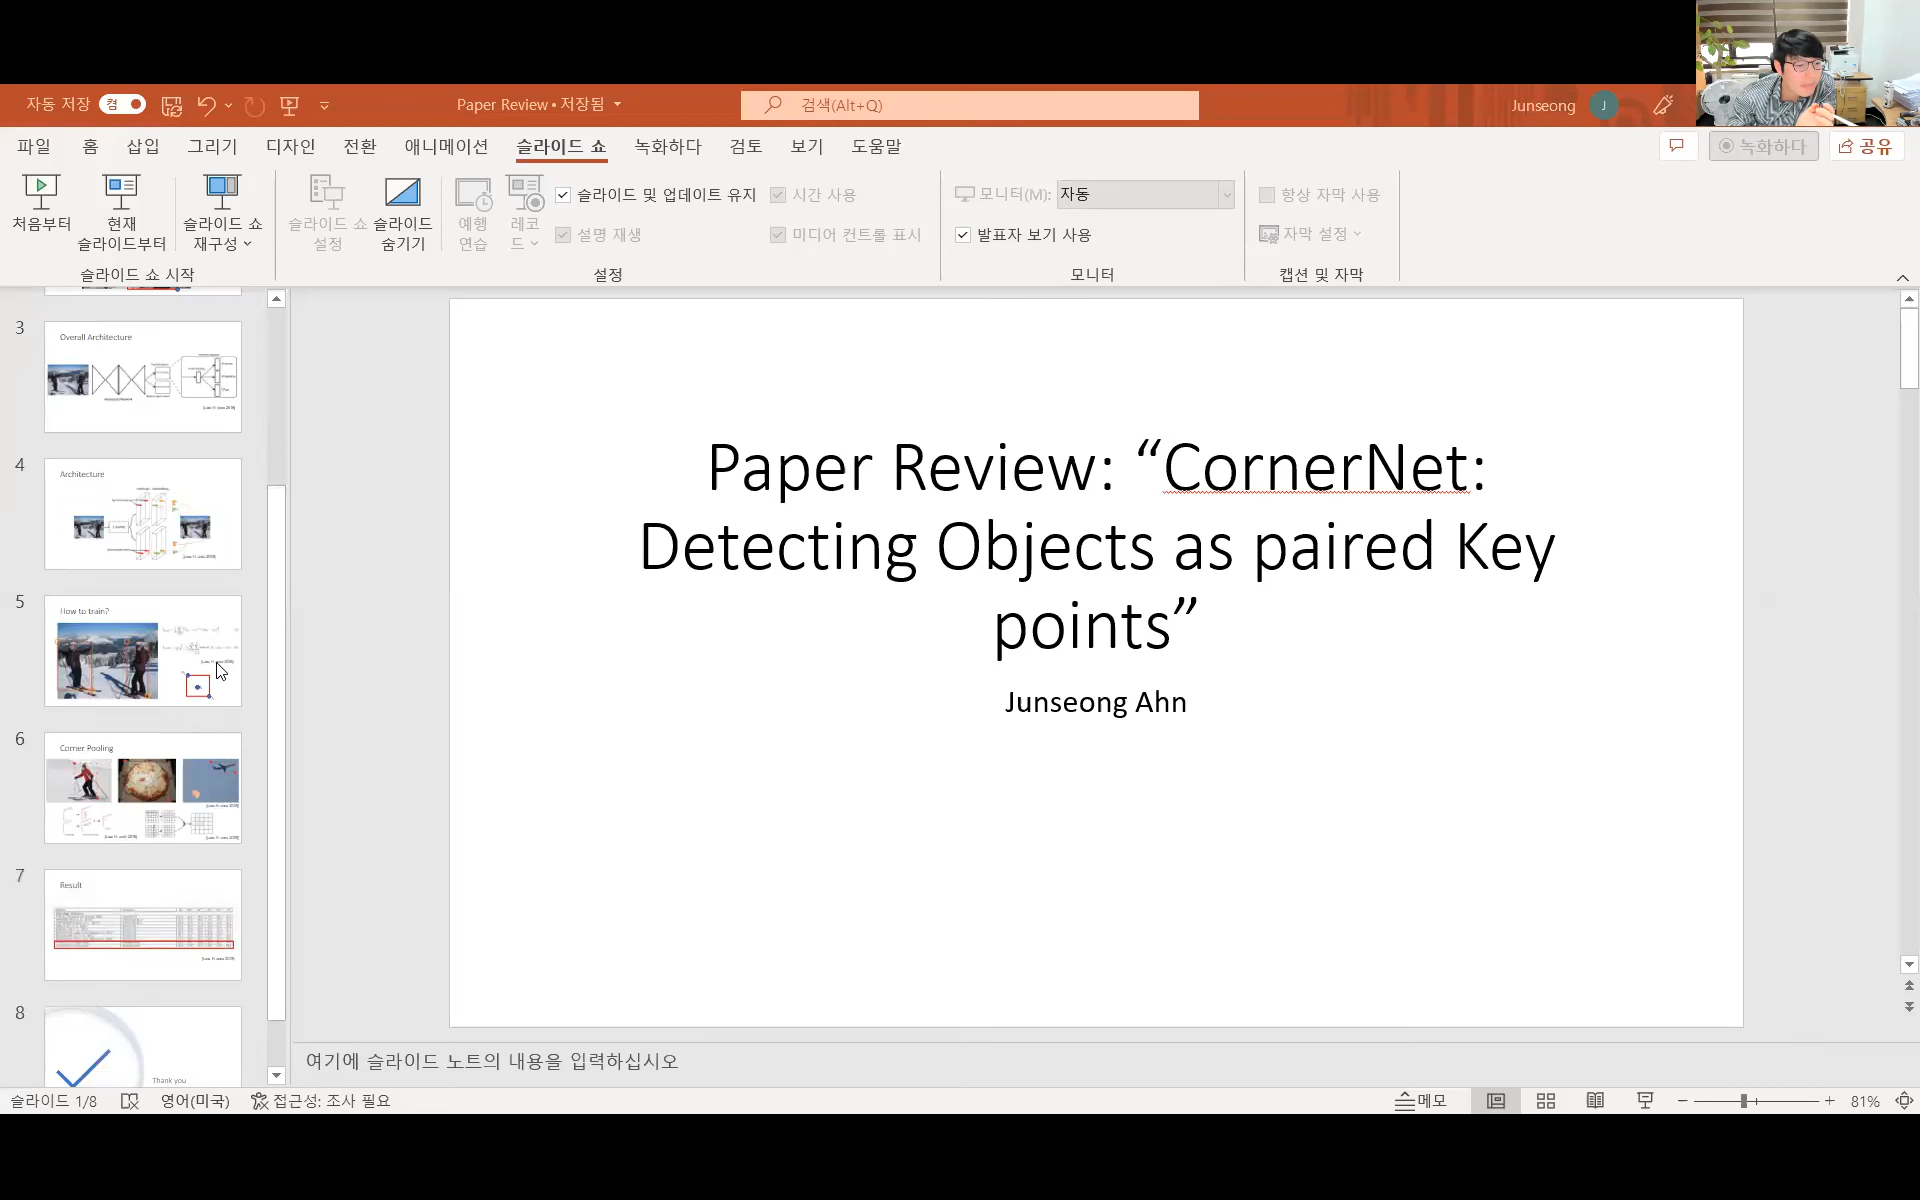 자동 저장 켬 Paper Review • 저장됨 검색(Alt+Q) Junseong J
파일 홈 삽입 그리기 디자인 전환 애니메이션 슬라이드 쇼 녹화하다 검토 보기 도움말 녹화하다 공유
처음부터
현재
슬라이드부터
슬라이드 쇼
재구성
슬라이드 쇼 시작
슬라이드 쇼
설정
슬라이드
숨기기
예행
연습
레코
드
슬라이드 및 업데이트 유지
설명 재생
시간 사용
미디어 컨트롤 표시
설정
모니터(M): 자동
발표자 보기 사용
모니터
항상 자막 사용
자막 설정
캡션 및 자막
3
Overall Architecture
4
Architecture
5
How to train?
6
Corner Pooling
7
Result
8
Thank you
Paper Review: “CornerNet:
Detecting Objects as paired Key
points”
Junseong Ahn
여기에 슬라이드 노트의 내용을 입력하십시오
슬라이드 1/8 영어(미국) 접근성: 조사 필요 메모 81%